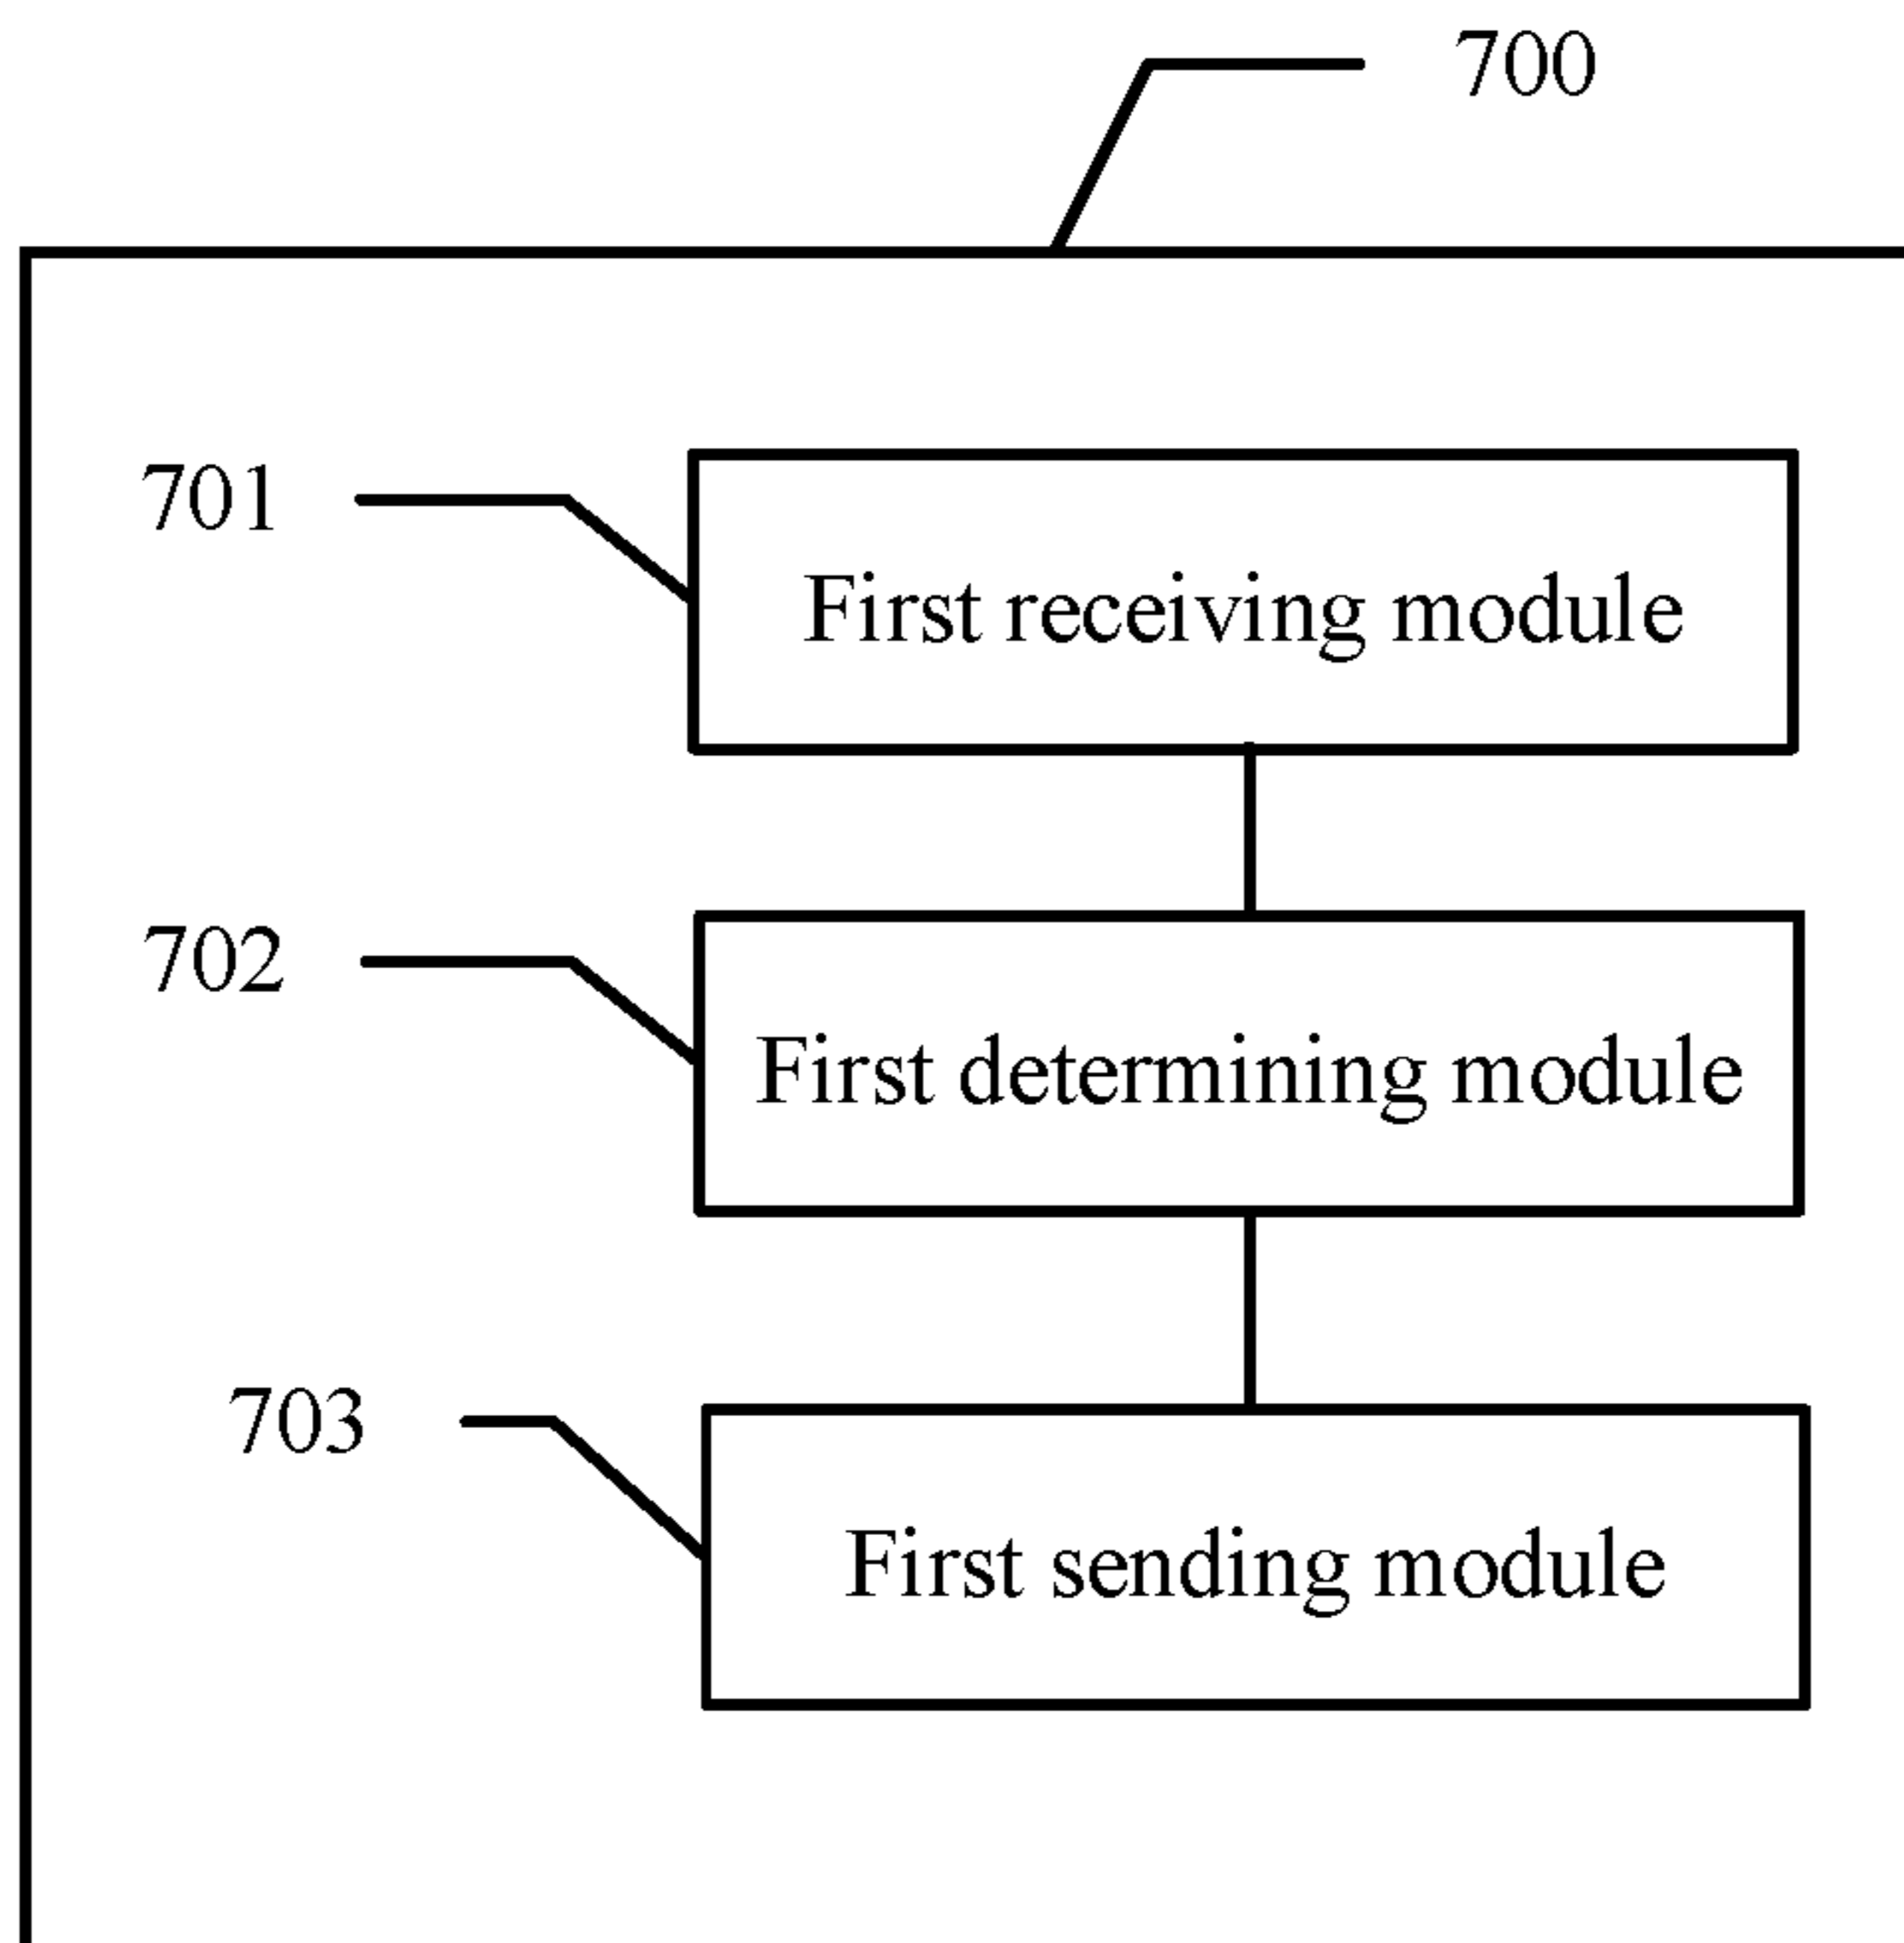 700
701
First receiving module
702
First determining module
703
First sending module